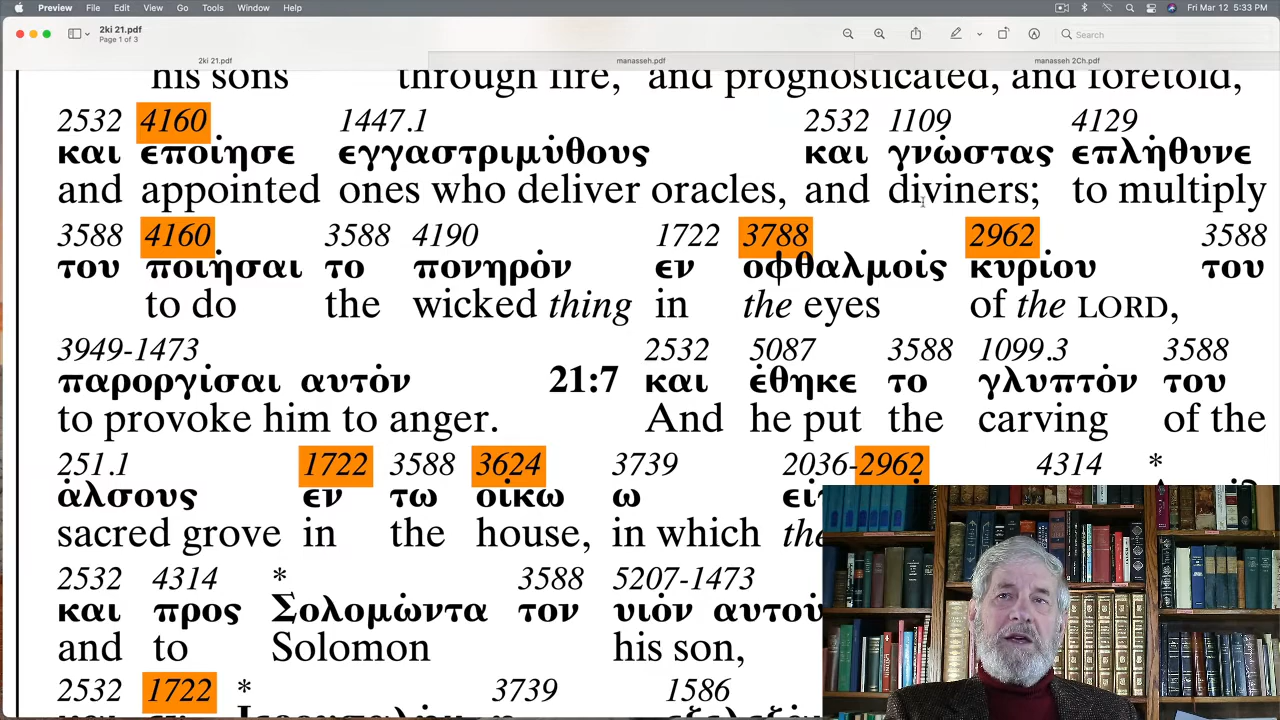 Preview File Edit View Go Tools Window Help Fri Mar 12 5:33 PM
2ki 21.pdf
Page 1 of 3
Search
2ki 21.pdf manasseh.pdf manasseh 2Ch.pdf
his sons through fire, and prognosticated, and foretold,
2532 4160 1447.1 2532 1109 4129
και εποίησε εγγαστριμύθους και γνώστας επλήθυνε
and appointed ones who deliver oracles, and diviners; to multiply
3588 4160 3588 4190 1722 3788 2962 3588
του ποιήσαι το πονηρόν εν οφθαλμοίς κυρίου του
to do the wicked thing in the eyes of the LORD,
3949-1473 2532 5087 3588 1099.3 3588
παροργίσαι αυτόν 21:7 και έθηκε το γλυπτόν του
to provoke him to anger. And he put the carving of the
251.1 1722 3588 3624 3739 2036-2962 4314 *
άλσους εν τω οίκω ω
sacred grove in the house, in which
2532 4314 * 3588 5207-1473
και προς Σολομώντα τον υιόν αυτού
and to Solomon his son,
2532 1722 * 3739 1586